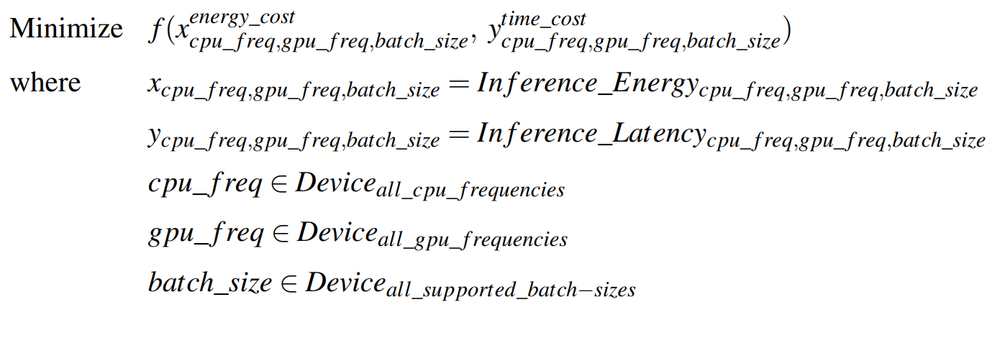 Minimize f(x^{energy_cost}_{cpu_freq,gpu_freq,batch_size}, y^{time_cost}_{cpu_freq,gpu_freq,batch_size})
where x_{cpu_freq,gpu_freq,batch_size} = Inference_Energy_{cpu_freq,gpu_freq,batch_size}
y_{cpu_freq,gpu_freq,batch_size} = Inference_Latency_{cpu_freq,gpu_freq,batch_size}
cpu_freq ∈ Device_{all_cpu_frequencies}
gpu_freq ∈ Device_{all_gpu_frequencies}
batch_size ∈ Device_{all_supported_batch−sizes}